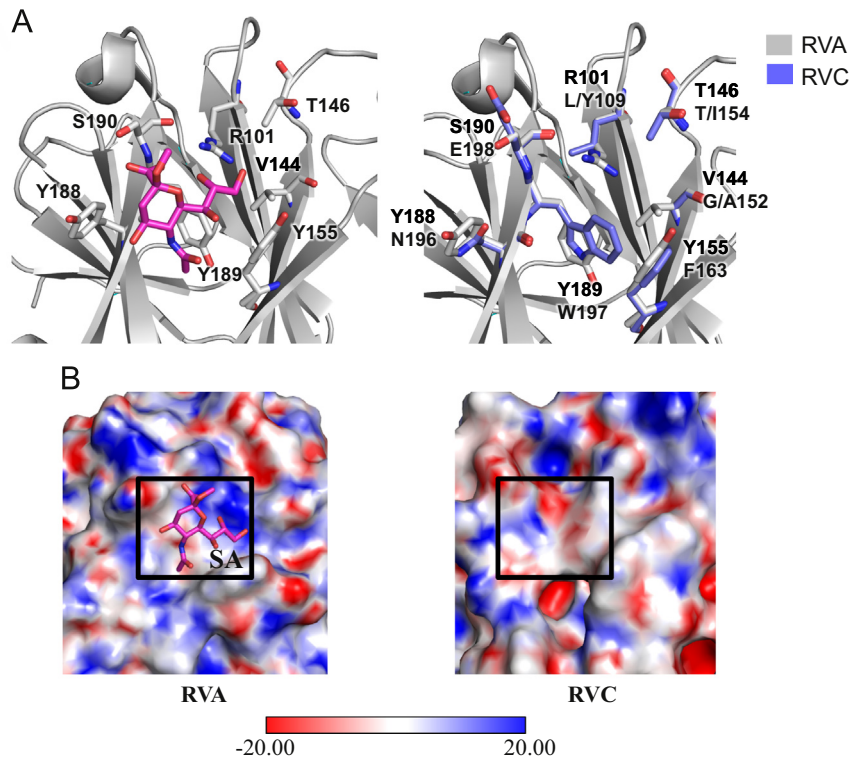 A
RVA
RVC
S190
R101
T146
V144
Y188
Y155
Y189
R101
L/Y109
T146
T/I154
S190
E198
V144
G/A152
Y188
N196
Y155
F163
Y189
W197
B
SA
RVA
RVC
-20.00
20.00